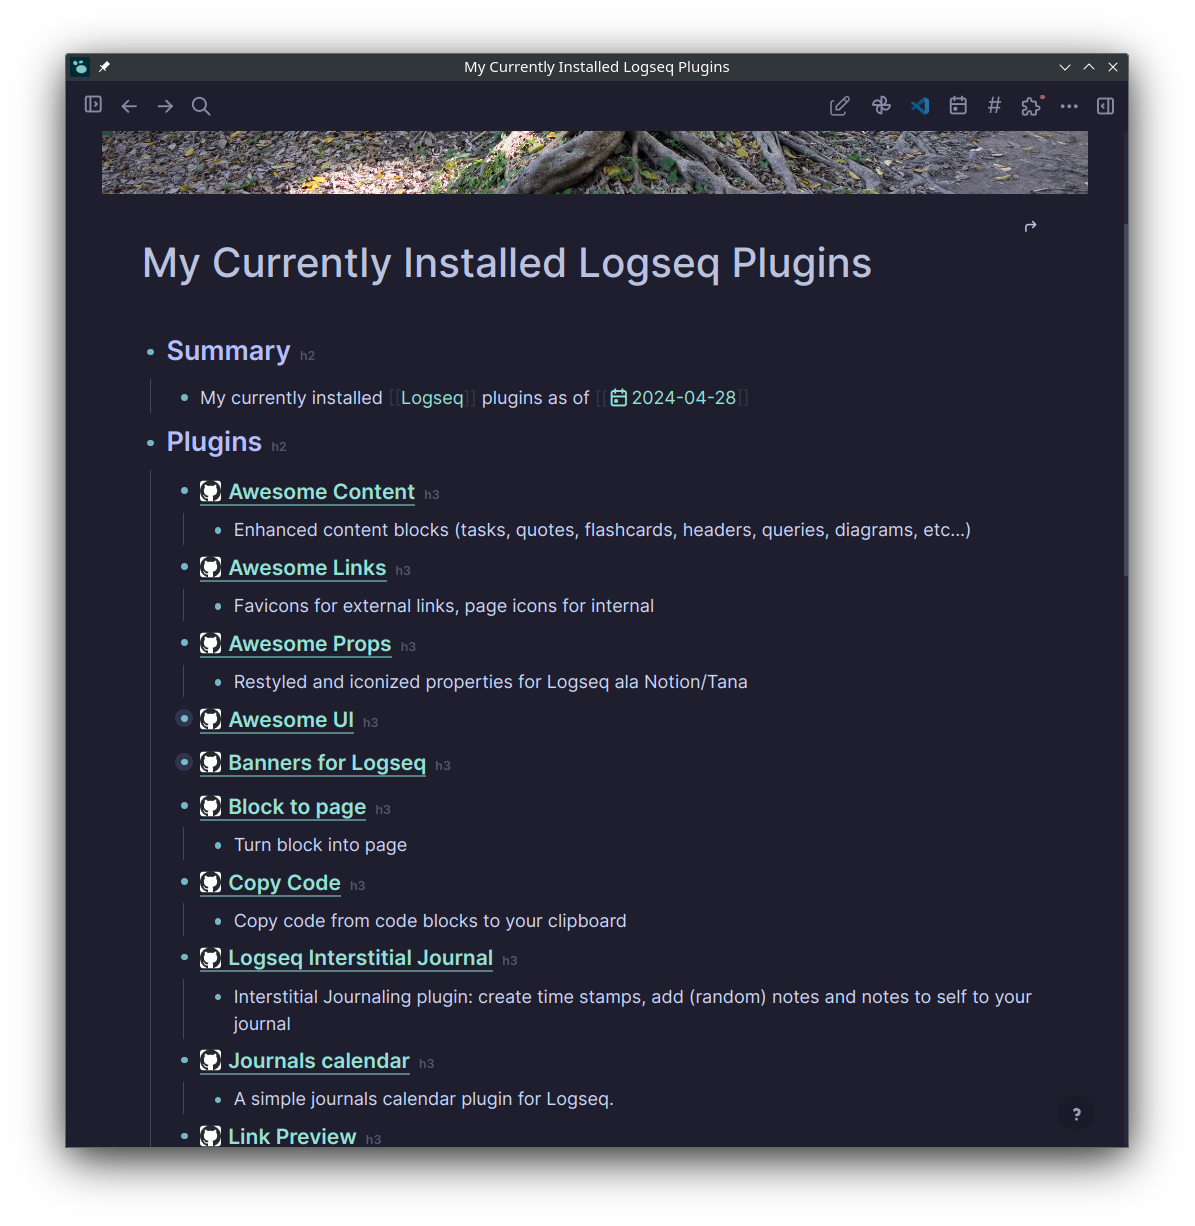 My Currently Installed Logseq Plugins
My Currently Installed Logseq Plugins
Summary h2
My currently installed [[Logseq]] plugins as of [[2024-04-28]]
Plugins h2
Awesome Content h3
Enhanced content blocks (tasks, quotes, flashcards, headers, queries, diagrams, etc...)
Awesome Links h3
Favicons for external links, page icons for internal
Awesome Props h3
Restyled and iconized properties for Logseq ala Notion/Tana
Awesome UI h3
Banners for Logseq h3
Block to page h3
Turn block into page
Copy Code h3
Copy code from code blocks to your clipboard
Logseq Interstitial Journal h3
Interstitial Journaling plugin: create time stamps, add (random) notes and notes to self to your
journal
Journals calendar h3
A simple journals calendar plugin for Logseq.
?
Link Preview h3